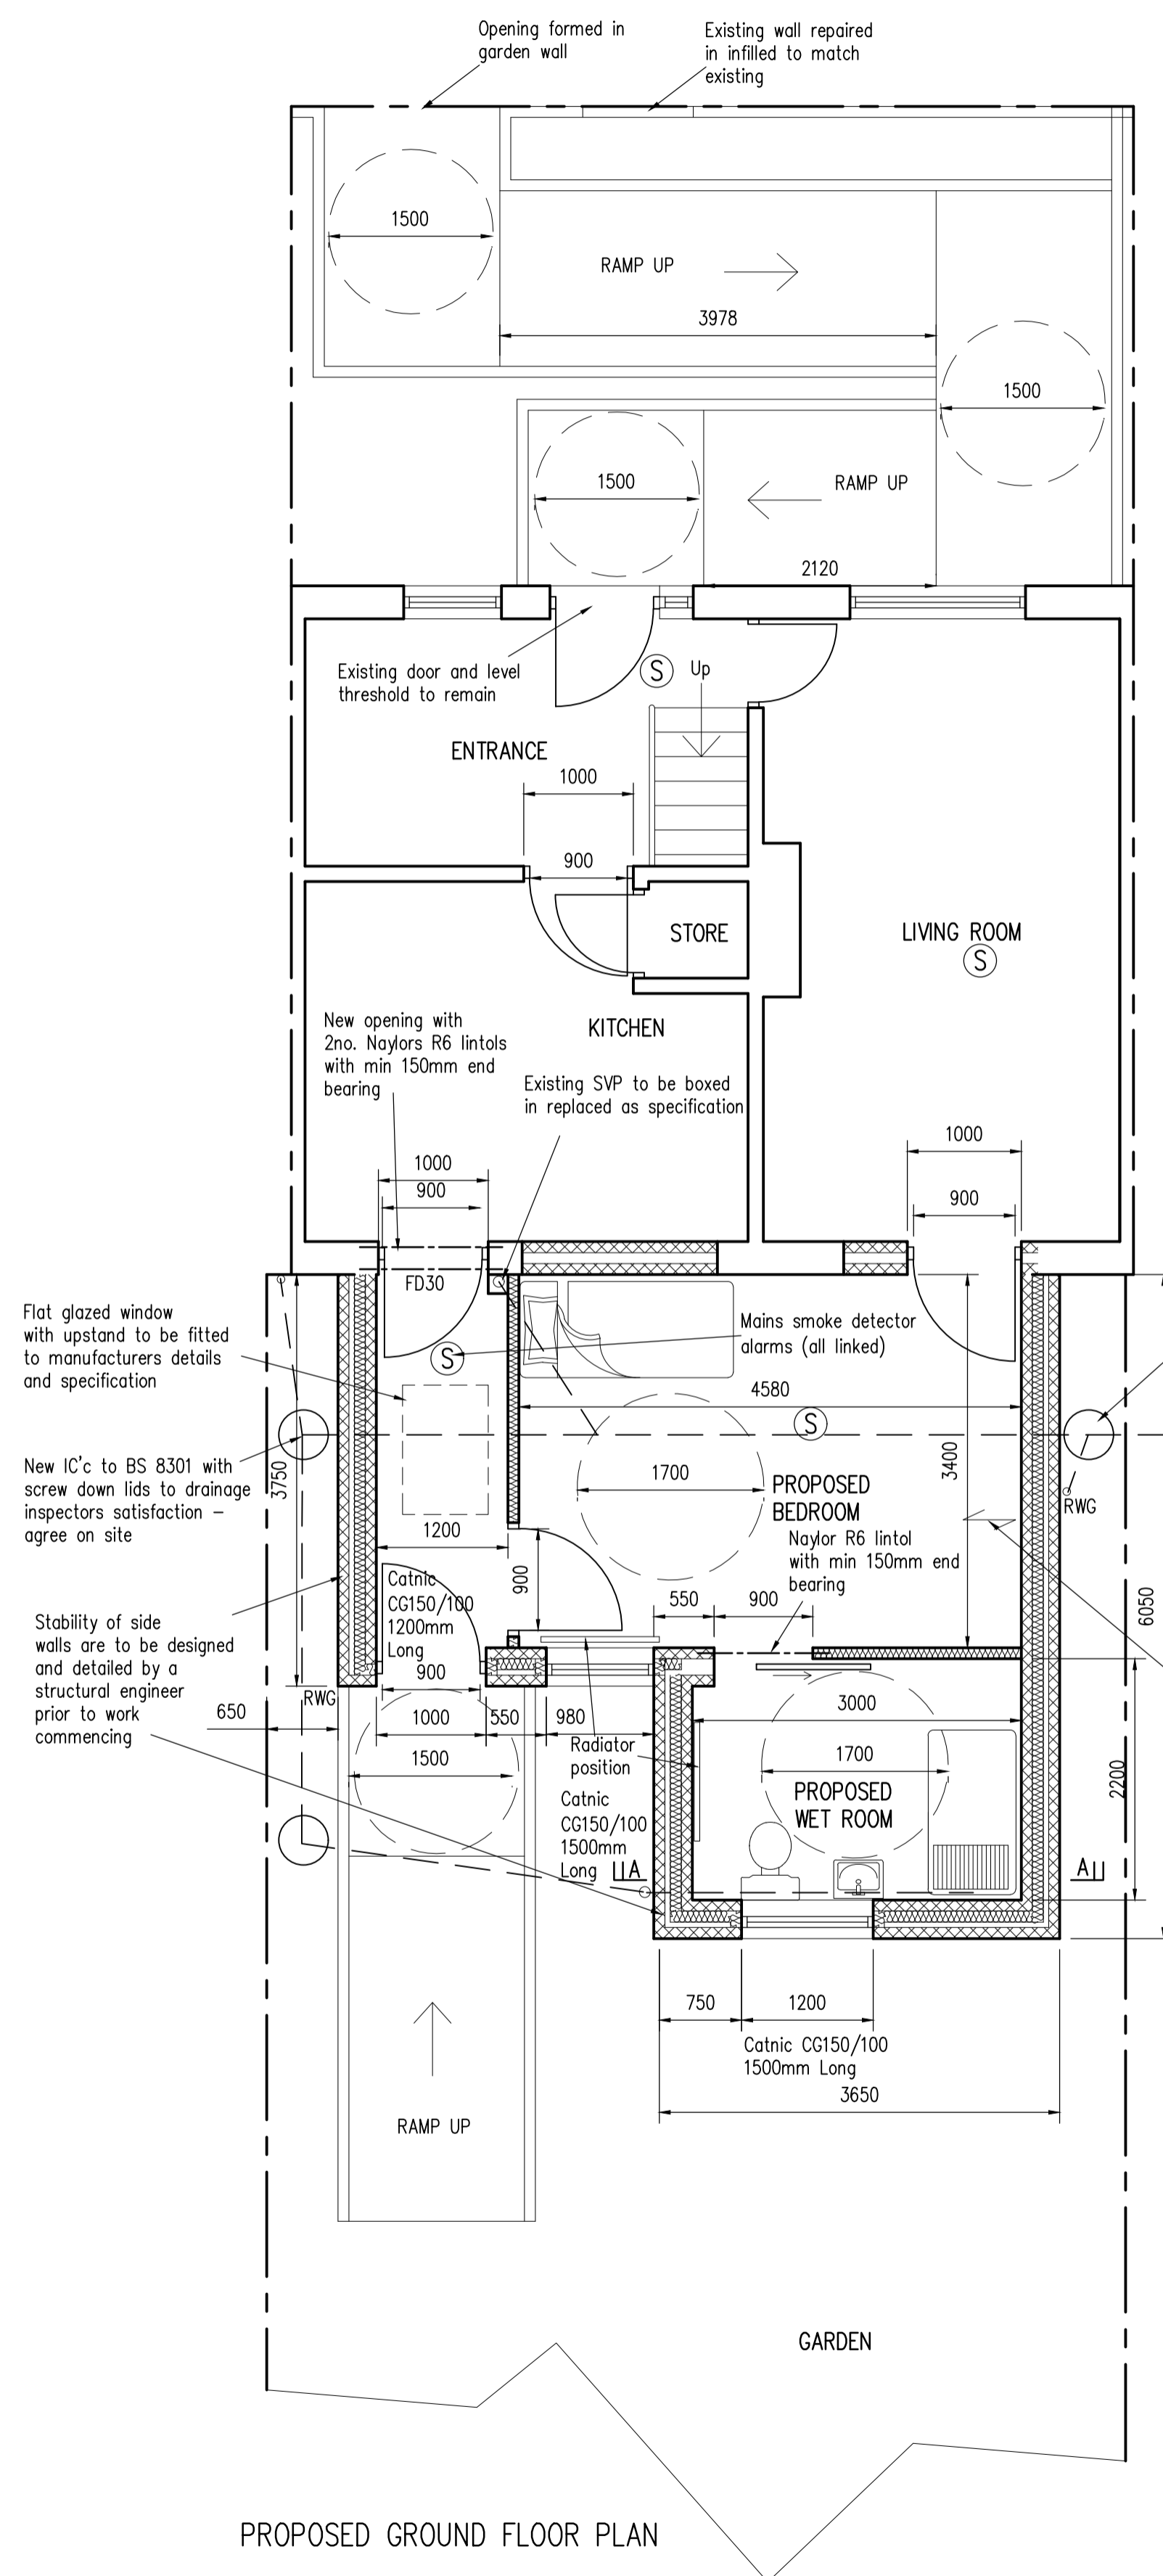 Opening formed in
garden wall
Existing wall repaired
in infilled to match
existing
1500
RAMP UP
3978
1500
1500
RAMP UP
2120
Existing door and level
threshold to remain
S
Up
ENTRANCE
1000
900
STORE
LIVING ROOM
S
KITCHEN
New opening with
2no. Naylors R6 lintols
with min 150mm end
bearing
Existing SVP to be boxed
in replaced as specification
1000
900
1000
900
FD30
Flat glazed window
with upstand to be fitted
to manufacturers details
and specification
S
Mains smoke detector
alarms (all linked)
4580
S
New IC'c to BS 8301 with
screw down lids to drainage
inspectors satisfaction –
agree on site
3750
1700
PROPOSED
BEDROOM
3400
RWG
1200
900
Naylor R6 lintol
with min 150mm end
bearing
Catnic
CG150/100
1200mm
Long
550
900
6050
Stability of side
walls are to be designed
and detailed by a
structural engineer
prior to work
commencing
900
RWG
650
1000
550
980
3000
1500
Radiator
position
1700
2200
PROPOSED
WET ROOM
Catnic
CG150/100
1500mm
Long
A
A
750
1200
Catnic CG150/100
1500mm Long
3650
RAMP UP
GARDEN
PROPOSED GROUND FLOOR PLAN